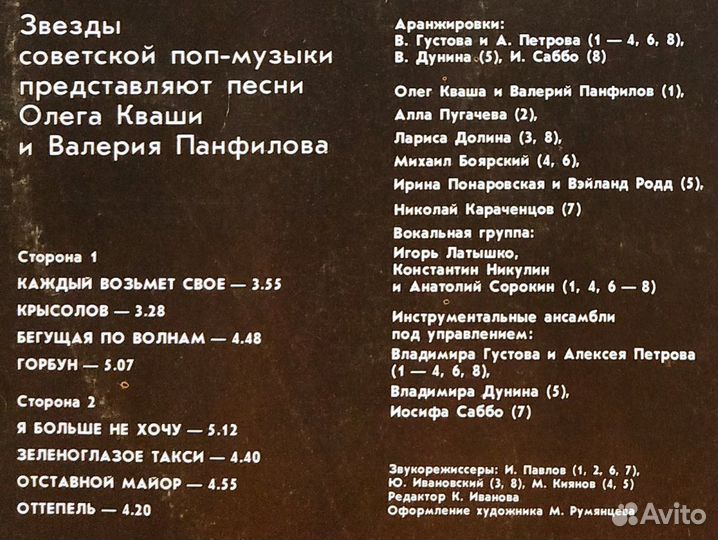 Звезды
советской поп-музыки
представляют песни
Олега Кваши
и Валерия Панфилова
Сторона 1
КАЖДЫЙ ВОЗЬМЕТ СВОЕ — 3.55
КРЫСОЛОВ — 3.28
БЕГУЩАЯ ПО ВОЛНАМ — 4.48
ГОРБУН — 5.07
Сторона 2
Я БОЛЬШЕ НЕ ХОЧУ — 5.12
ЗЕЛЕНОГЛАЗОЕ ТАКСИ — 4.40
ОТСТАВНОЙ МАЙОР — 4.55
ОТТЕПЕЛЬ — 4.20
Аранжировки:
В. Густова и А. Петрова (1 — 4, 6, 8),
В. Дунина (5), И. Саббо (8)
Олег Кваша и Валерий Панфилов (1),
Алла Пугачева (2),
Лариса Долина (3, 8),
Михаил Боярский (4, 6),
Ирина Понаровская и Вэйланд Родд (5),
Николай Караченцов (7)
Вокальная группа:
Игорь Латышко,
Константин Никулин
и Анатолий Сорокин (1, 4, 6 — 8)
Инструментальные ансамбли
под управлением:
Владимира Густова и Алексея Петрова
(1 — 4, 6, 8),
Владимира Дунина (5),
Иосифа Саббо (7)
Звукорежиссеры: И. Павлов (1, 2, 6, 7),
Ю. Ивановский (3, 8), М. Киянов (4, 5)
Редактор К. Иванова
Оформление художника М. Румянцева
Avito